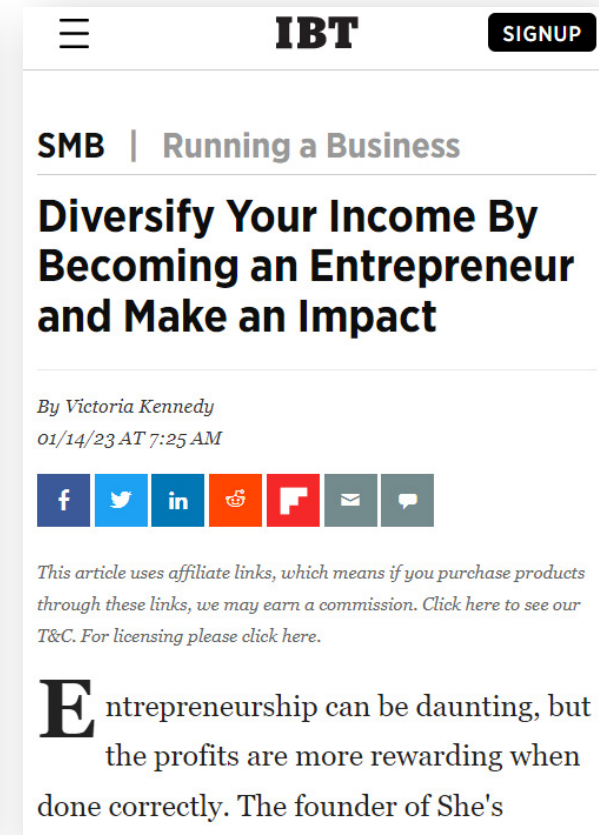 IBT
SIGNUP
SMB | Running a Business
Diversify Your Income By
Becoming an Entrepreneur
and Make an Impact
By Victoria Kennedy
01/14/23 AT 7:25 AM
This article uses affiliate links, which means if you purchase products
through these links, we may earn a commission. Click here to see our
T&C. For licensing please click here.
Entrepreneurship can be daunting, but
the profits are more rewarding when
done correctly. The founder of She's